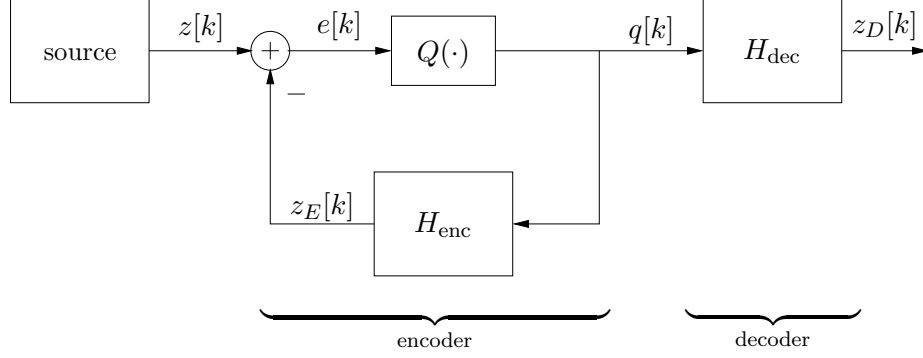 source
z[k]
e[k]
Q(·)
q[k]
H_dec
z_D[k]
+
−
z_E[k]
H_enc
encoder
decoder